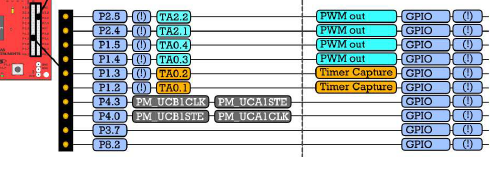 P2.5 (!) TA2.2 PWM out GPIO (!)
P2.4 (!) TA2.1 PWM out GPIO (!)
P1.5 (!) TA0.4 PWM out GPIO (!)
P1.4 (!) TA0.3 PWM out GPIO (!)
P1.3 (!) TA0.2 Timer Capture GPIO (!)
P1.2 (!) TA0.1 Timer Capture GPIO (!)
P4.3 PM_UCB1CLK PM_UCA1STE GPIO (!)
P4.0 PM_UCB1STE PM_UCA1CLK GPIO (!)
P3.7 GPIO (!)
P8.2 GPIO (!)